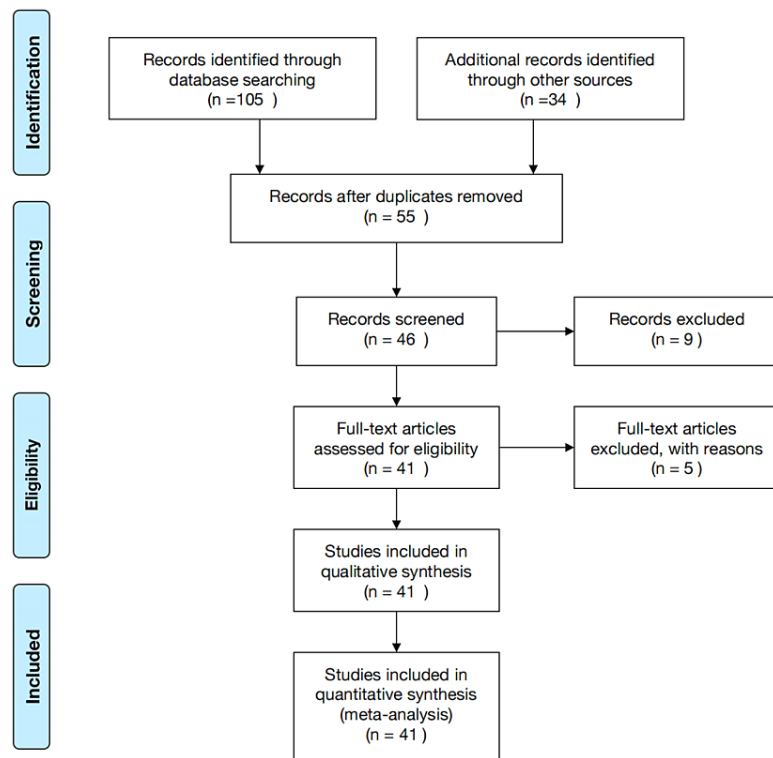 Identification
Records identified through
database searching
(n =105 )
Additional records identified
through other sources
(n =34 )
Records after duplicates removed
(n = 55 )
Screening
Records screened
(n = 46 )
Records excluded
(n = 9 )
Eligibility
Full-text articles
assessed for eligibility
(n = 41 )
Full-text articles
excluded, with reasons
(n = 5 )
Studies included in
qualitative synthesis
(n = 41 )
Included
Studies included in
quantitative synthesis
(meta-analysis)
(n = 41 )